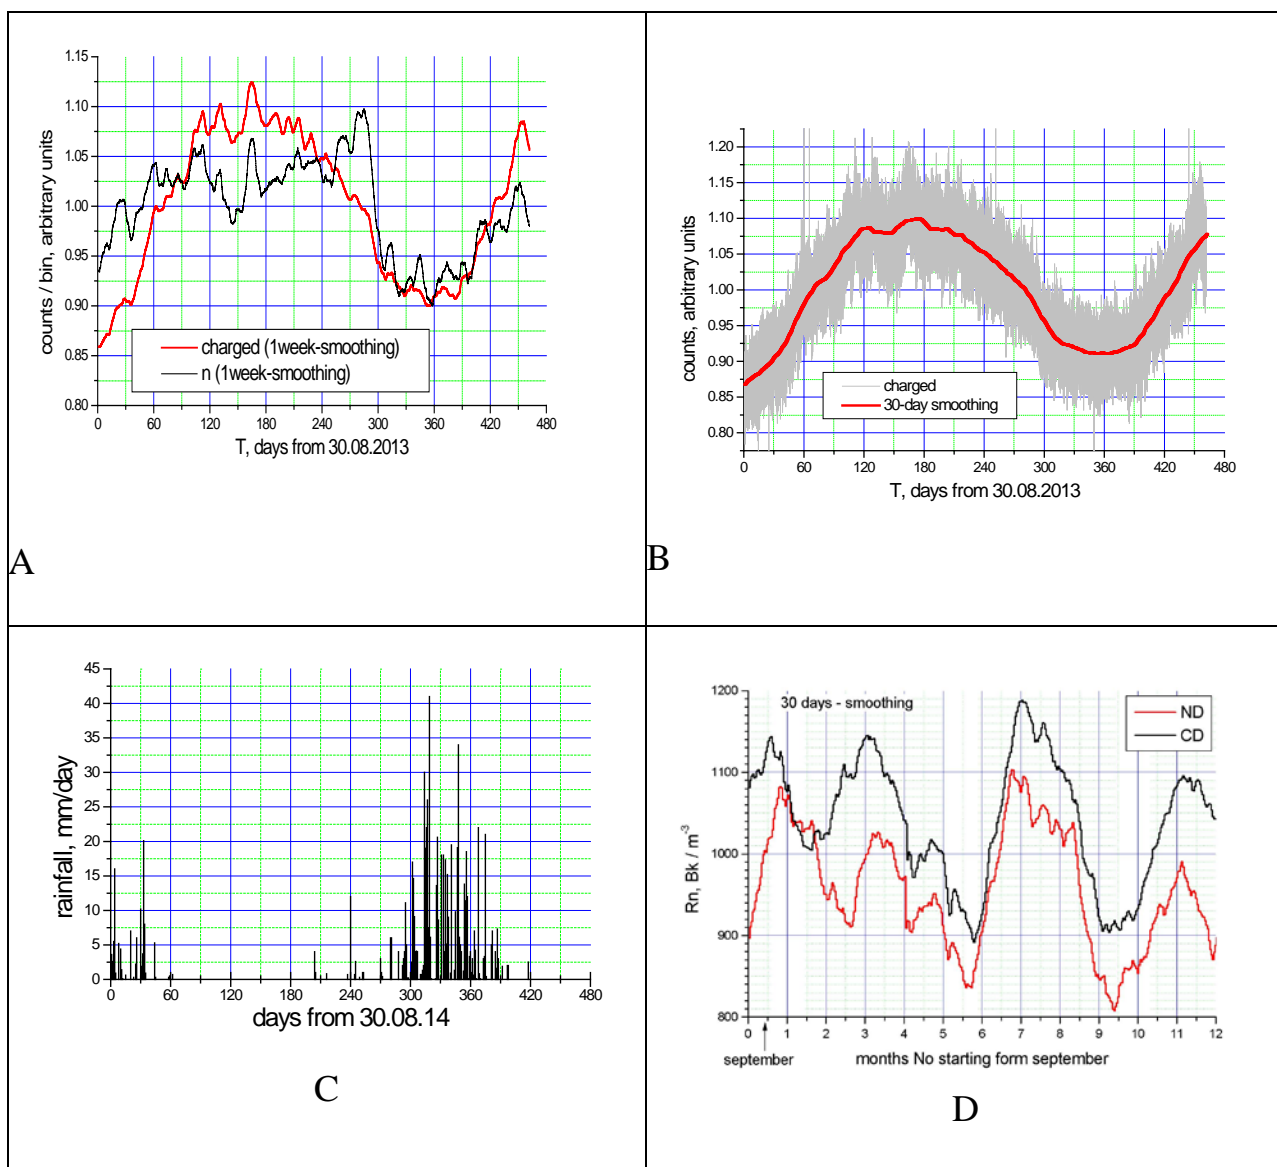 counts / bin, arbitrary units
1.15
1.10
1.05
1.00
0.95
0.90
0.85
0.80
charged (1week-smoothing)
n (1week-smoothing)
0 60 120 180 240 300 360 420 480
T, days from 30.08.2013
A
counts, arbitrary units
1.20
1.15
1.10
1.05
1.00
0.95
0.90
0.85
0.80
charged
30-day smoothing
0 60 120 180 240 300 360 420 480
T, days from 30.08.2013
B
rainfall, mm/day
45
40
35
30
25
20
15
10
5
0
0 60 120 180 240 300 360 420 480
days from 30.08.14
C
Rn, Bk / m⁻³
1200
1100
1000
900
800
30 days - smoothing
ND
CD
0 1 2 3 4 5 6 7 8 9 10 11 12
september
months No starting form september
D